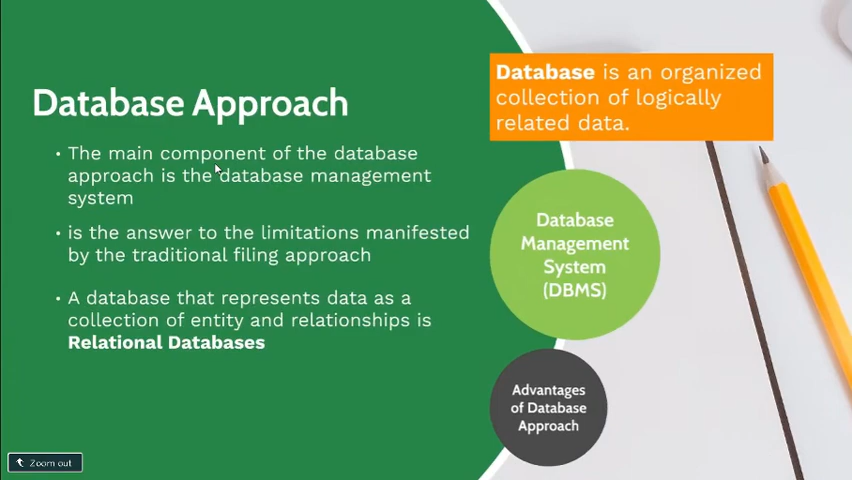 Database Approach
• The main component of the database
approach is the database management
system
• is the answer to the limitations manifested
by the traditional filing approach
• A database that represents data as a
collection of entity and relationships is
Relational Databases
Database is an organized
collection of logically
related data.
Database
Management
System
(DBMS)
Advantages
of Database
Approach
Zoom out